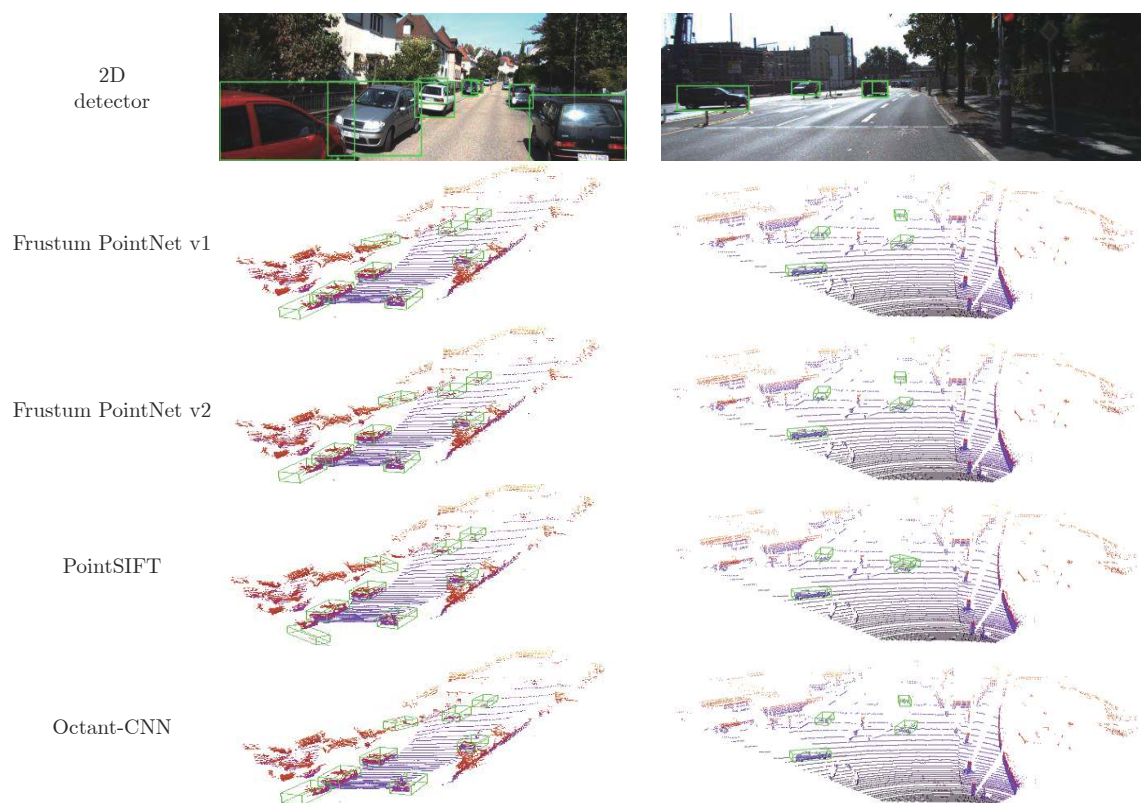 2D
detector
Frustum PointNet v1
Frustum PointNet v2
PointSIFT
Octant-CNN